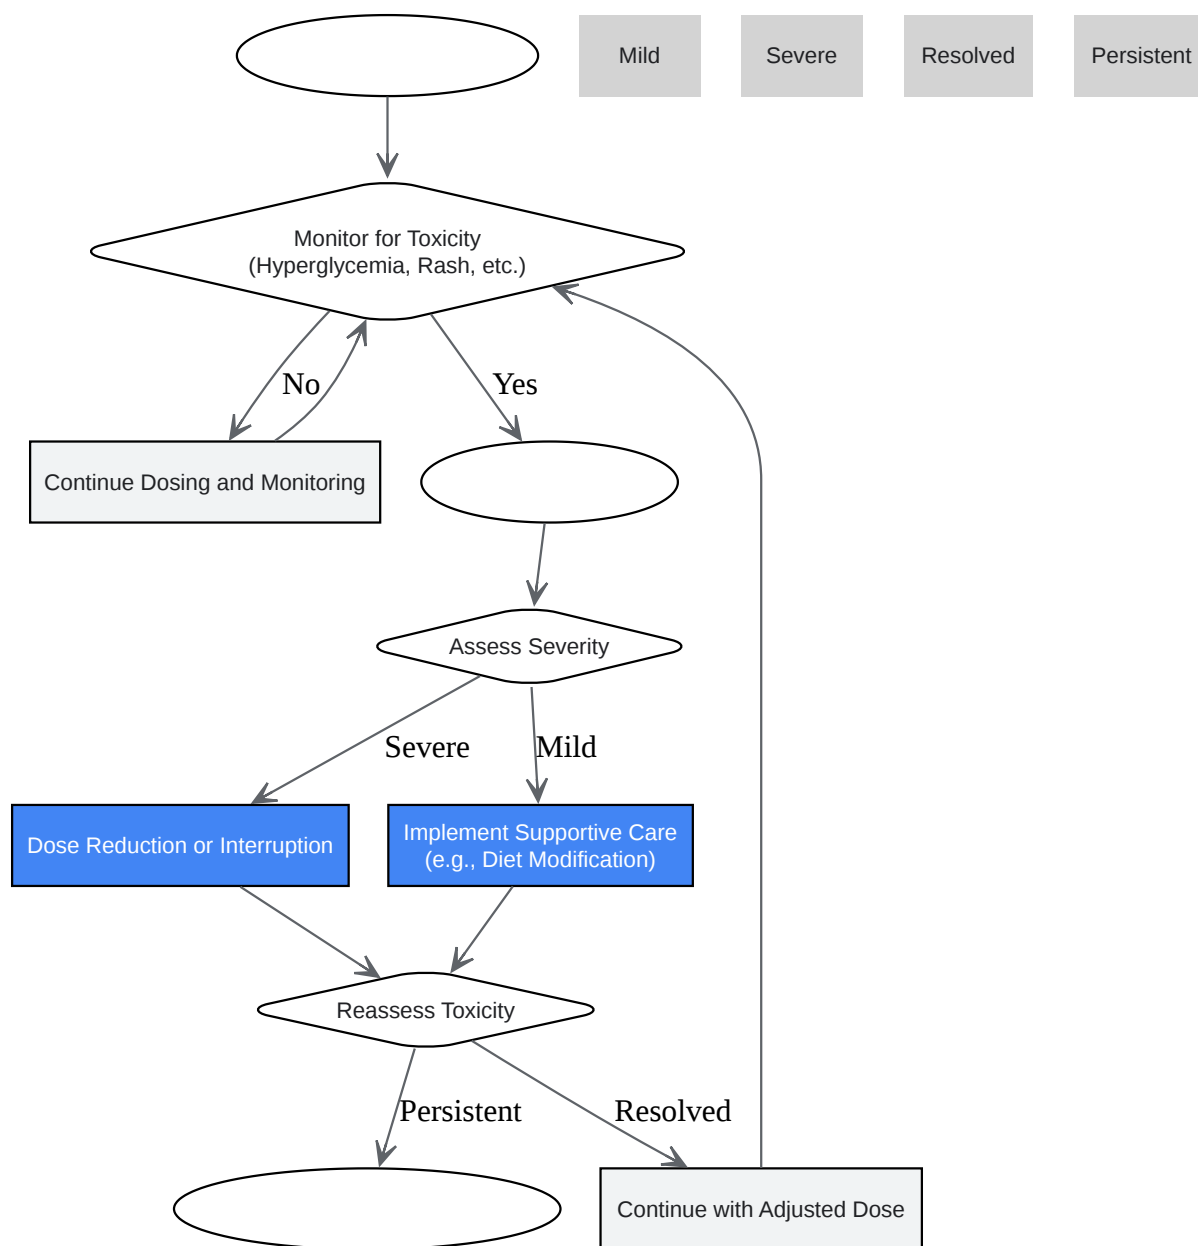 Mild
Severe
Resolved
Persistent
Monitor for Toxicity
(Hyperglycemia, Rash, etc.)
No
Yes
Continue Dosing and Monitoring
Assess Severity
Severe
Mild
Dose Reduction or Interruption
Implement Supportive Care
(e.g., Diet Modification)
Reassess Toxicity
Persistent
Resolved
Continue with Adjusted Dose